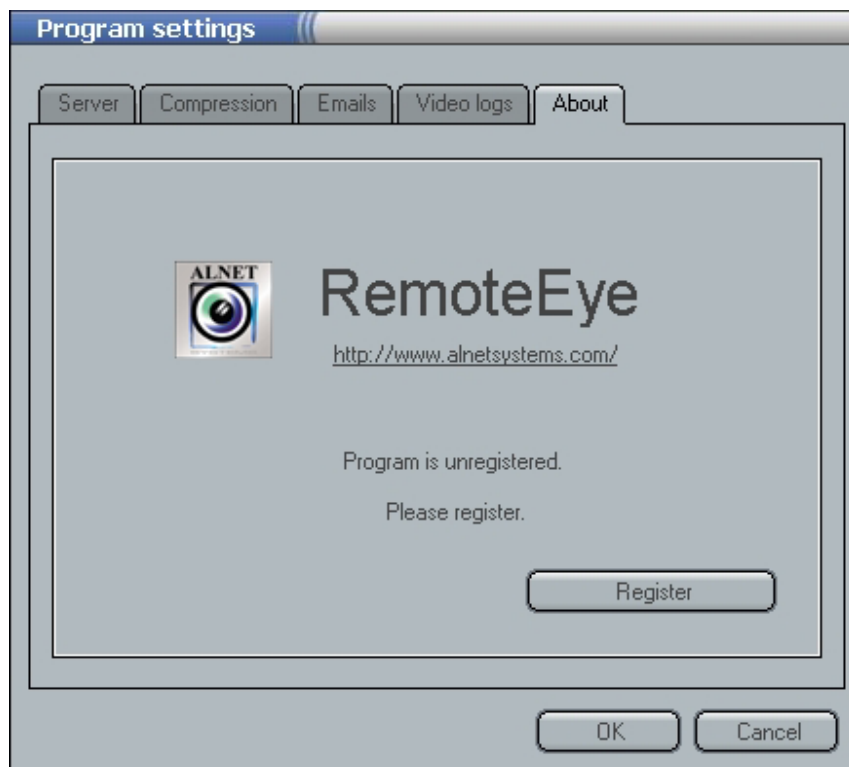 Program settings
Server Compression Emails Video logs About
ALNET
RemoteEye
http://www.alnetsystems.com/
Program is unregistered.
Please register.
Register
OK Cancel